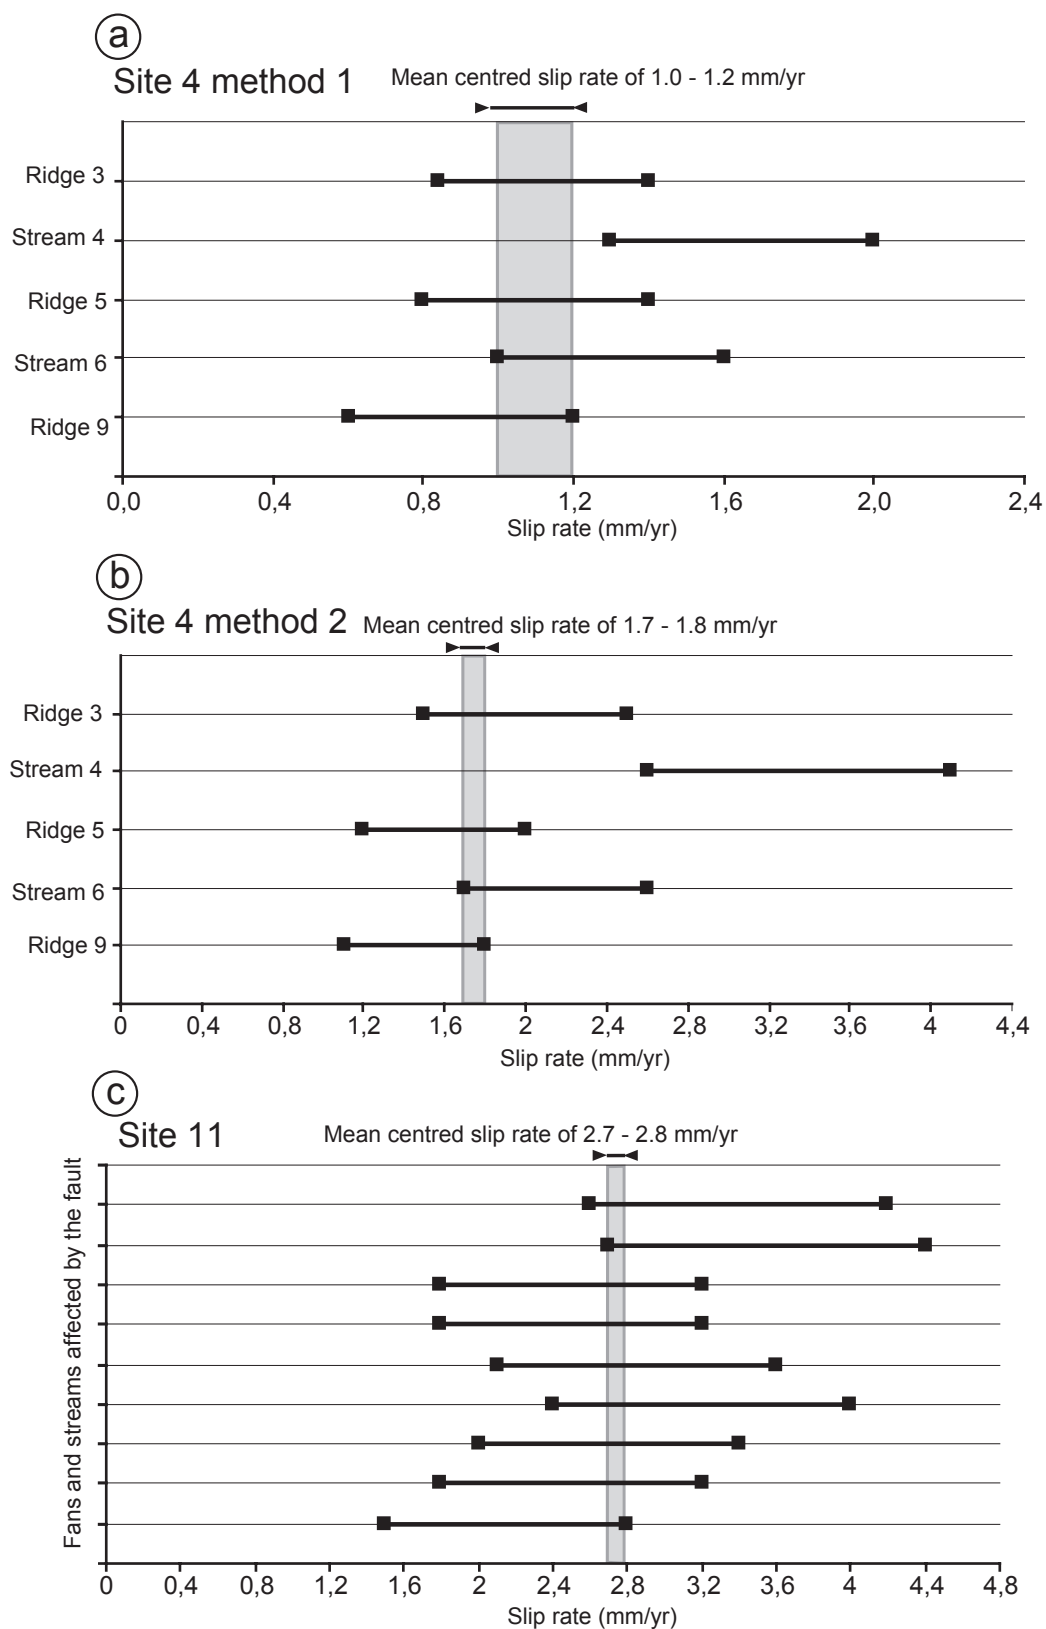 a
Site 4 method 1
Mean centred slip rate of 1.0 - 1.2 mm/yr
Ridge 3
Stream 4
Ridge 5
Stream 6
Ridge 9
0,0 0,4 0,8 1,2 1,6 2,0 2,4
Slip rate (mm/yr)
b
Site 4 method 2
Mean centred slip rate of 1.7 - 1.8 mm/yr
Ridge 3
Stream 4
Ridge 5
Stream 6
Ridge 9
0 0,4 0,8 1,2 1,6 2 2,4 2,8 3,2 3,6 4 4,4
Slip rate (mm/yr)
c
Site 11
Mean centred slip rate of 2.7 - 2.8 mm/yr
Fans and streams affected by the fault
0 0,4 0,8 1,2 1,6 2 2,4 2,8 3,2 3,6 4 4,4 4,8
Slip rate (mm/yr)